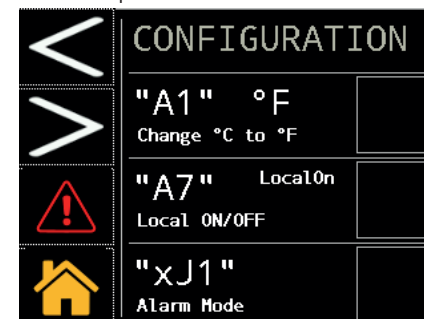 CONFIGURATION
"A1" °F
Change °C to °F
"A7" LocalOn
Local ON/OFF
"xJ1"
Alarm Mode